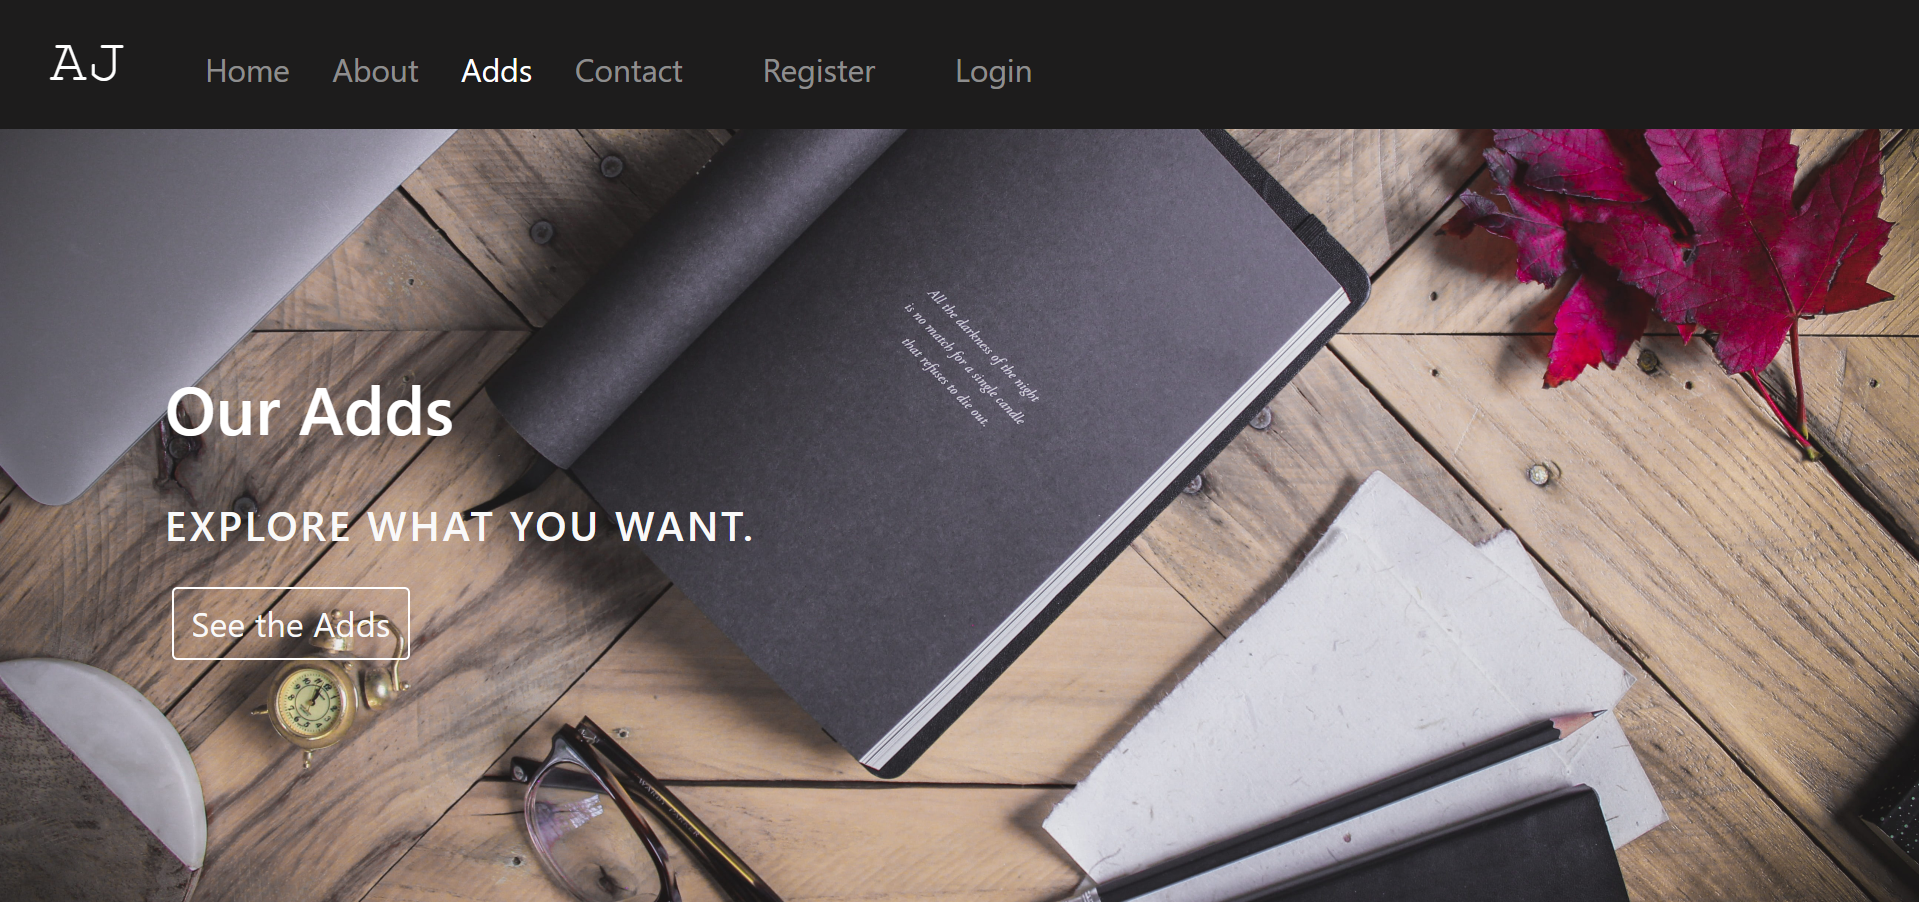 AJ
Home About Adds Contact Register Login
All the darkness of the night
is no match for a single candle
that refuses to die out.
Our Adds
EXPLORE WHAT YOU WANT.
See the Adds